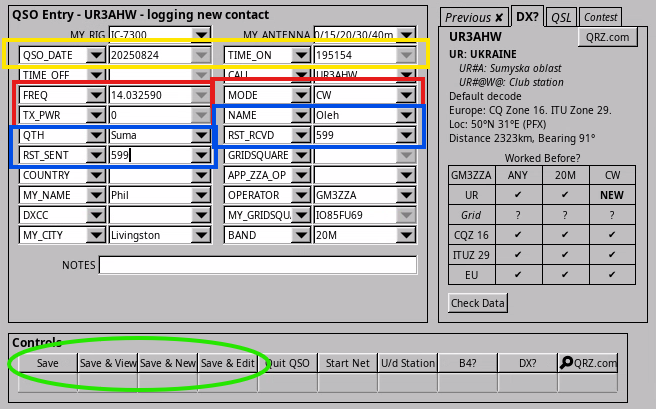 QSO Entry - UR3AHW - logging new contact
MY_RIG IC-7300 MY_ANTENNA 0/15/20/30/40m
QSO_DATE 20250824 TIME_ON 195154
TIME_OFF CALL UR3AHW
FREQ 14.032590 MODE CW
TX_PWR 0 NAME Oleh
QTH Suma RST_RCVD 599
RST_SENT 599 GRIDSQUARE
COUNTRY APP_ZZA_OP
MY_NAME Phil OPERATOR GM3ZZA
DXCC MY_GRIDSQU. IO85FU69
MY_CITY Livingston BAND 20M
NOTES
Previous ✘ DX? QSL Contest
UR3AHW QRZ.com
UR: UKRAINE
UR#A: Sumyska oblast
UR#@W@: Club station
Default decode
Europe: CQ Zone 16. ITU Zone 29.
Loc: 50°N 31°E (PFX)
Distance 2323km, Bearing 91°
Worked Before?
GM3ZZA ANY 20M CW
UR ✔ ✔ NEW
Grid ? ? ?
CQZ 16 ✔ ✔ ✔
ITUZ 29 ✔ ✔ ✔
EU ✔ ✔ ✔
Check Data
Controls
Save Save & View Save & New Save & Edit Quit QSO Start Net U/d Station B4? DX? QRZ.com